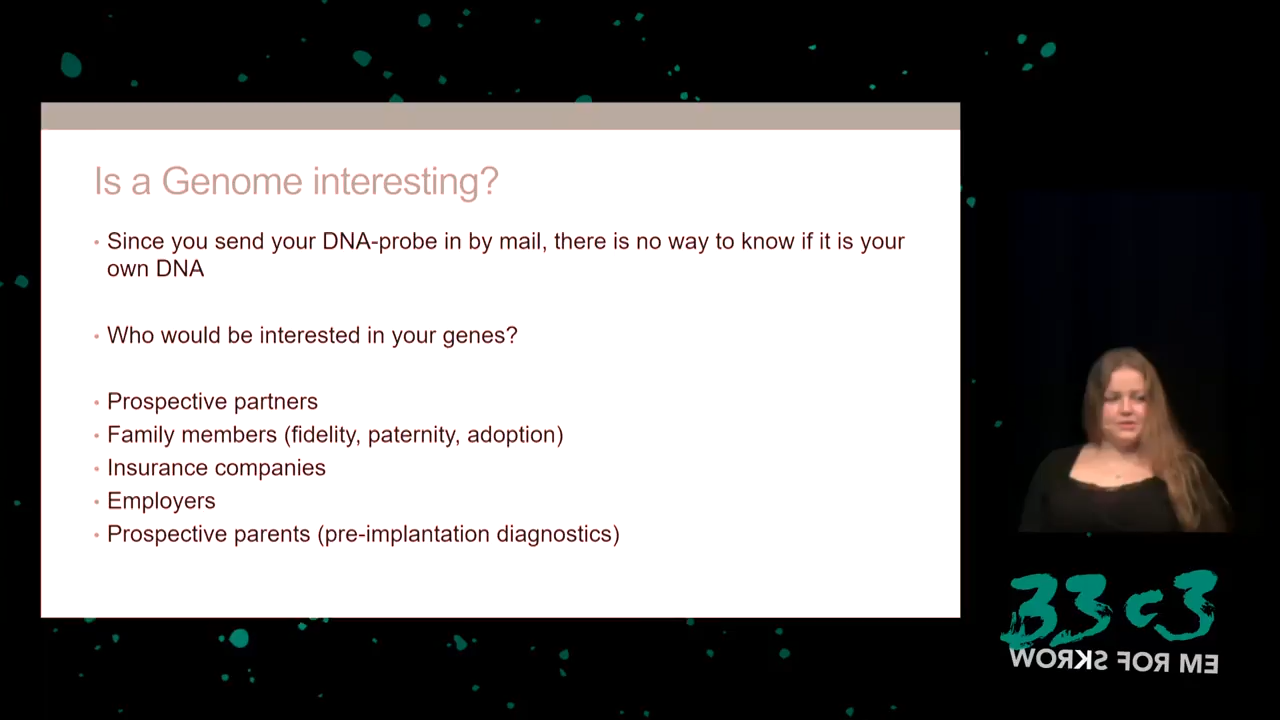 Is a Genome interesting?
• Since you send your DNA-probe in by mail, there is no way to know if it is your
own DNA
• Who would be interested in your genes?
• Prospective partners
• Family members (fidelity, paternity, adoption)
• Insurance companies
• Employers
• Prospective parents (pre-implantation diagnostics)
33c3
WORKS FOR ME